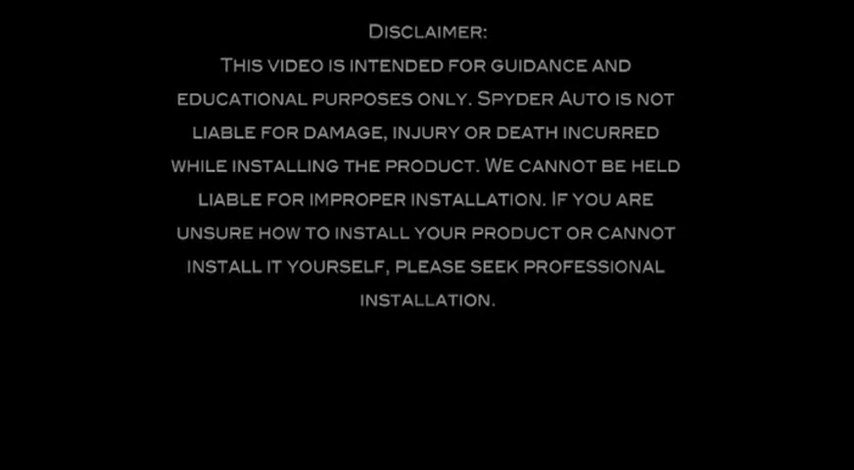 Disclaimer:
This video is intended for guidance and
educational purposes only. Spyder Auto is not
liable for damage, injury or death incurred
while installing the product. We cannot be held
liable for improper installation. If you are
unsure how to install your product or cannot
install it yourself, please seek professional
installation.